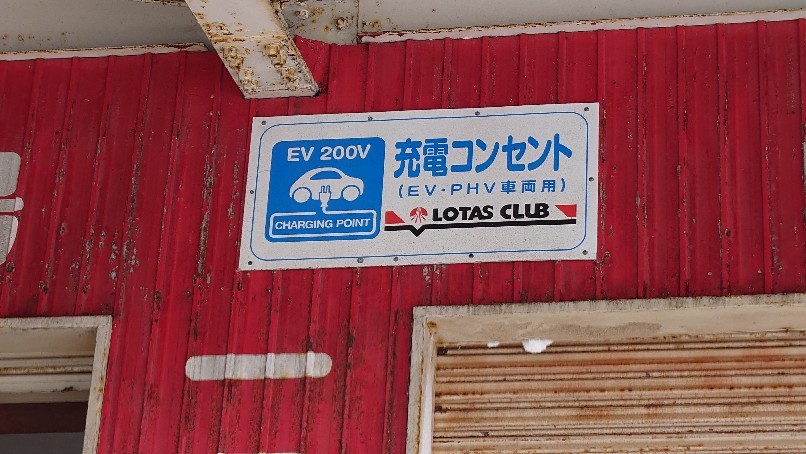 EV 200V
CHARGING POINT
充電コンセント
(EV・PHV車両用)
LOTAS CLUB